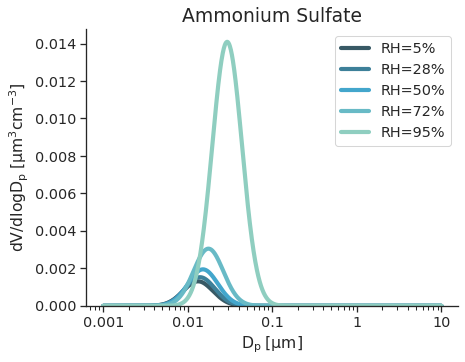 Ammonium Sulfate
dV/dlogDₚ [µm³cm⁻³]
0.014
0.012
0.010
0.008
0.006
0.004
0.002
0.000
RH=5%
RH=28%
RH=50%
RH=72%
RH=95%
0.001 0.01 0.1 1 10
Dₚ [µm]